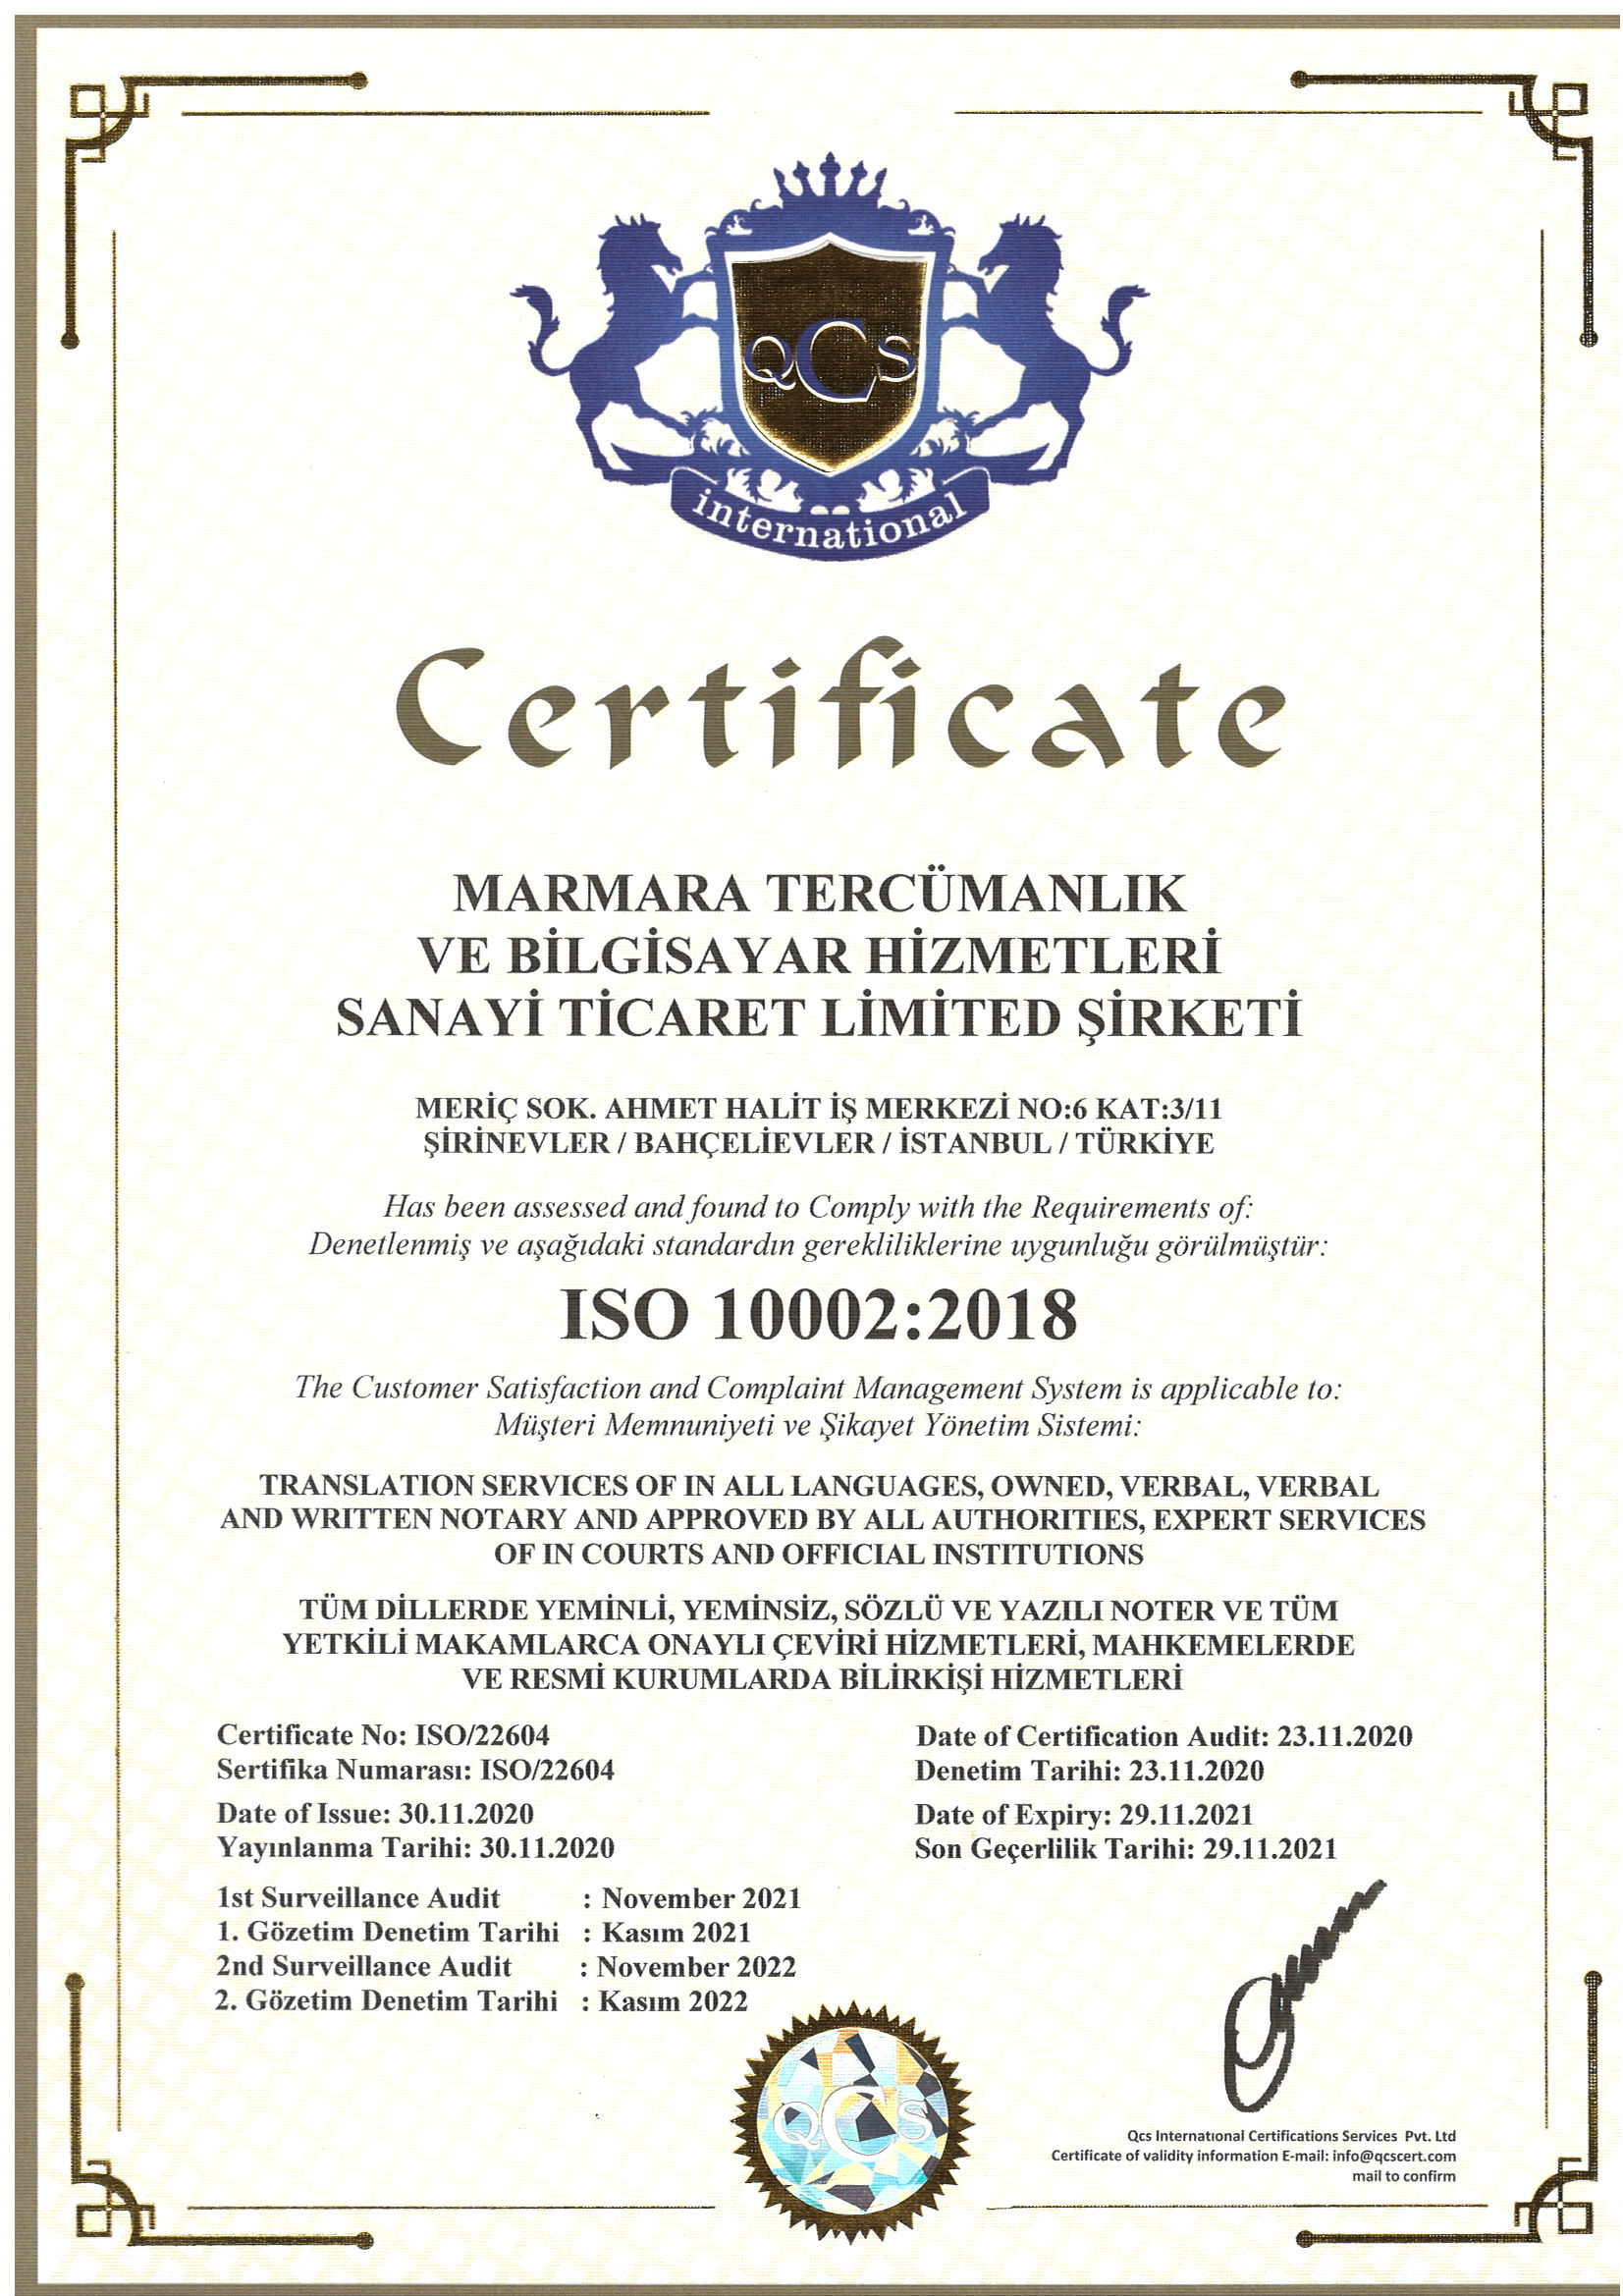 QCS
international
Certificate
MARMARA TERCÜMANLIK
VE BİLGİSAYAR HİZMETLERİ
SANAYİ TİCARET LİMİTED ŞİRKETİ
MERİÇ SOK. AHMET HALİT İŞ MERKEZİ NO:6 KAT:3/11
ŞİRİNEVLER / BAHÇELİEVLER / İSTANBUL / TÜRKİYE
Has been assessed and found to Comply with the Requirements of:
Denetlenmiş ve aşağıdaki standardın gerekliliklerine uygunluğu görülmüştür:
ISO 10002:2018
The Customer Satisfaction and Complaint Management System is applicable to:
Müşteri Memnuniyeti ve Şikayet Yönetim Sistemi:
TRANSLATION SERVICES OF IN ALL LANGUAGES, OWNED, VERBAL, VERBAL
AND WRITTEN NOTARY AND APPROVED BY ALL AUTHORITIES, EXPERT SERVICES
OF IN COURTS AND OFFICIAL INSTITUTIONS
TÜM DİLLERDE YEMİNLİ, YEMİNSİZ, SÖZLÜ VE YAZILI NOTER VE TÜM
YETKİLİ MAKAMLARCA ONAYLI ÇEVİRİ HİZMETLERİ, MAHKEMELERDE
VE RESMİ KURUMLARDA BİLİRKİŞİ HİZMETLERİ
Certificate No: ISO/22604
Sertifika Numarası: ISO/22604
Date of Certification Audit: 23.11.2020
Denetim Tarihi: 23.11.2020
Date of Issue: 30.11.2020
Yayınlanma Tarihi: 30.11.2020
Date of Expiry: 29.11.2021
Son Geçerlilik Tarihi: 29.11.2021
1st Surveillance Audit : November 2021
1. Gözetim Denetim Tarihi : Kasım 2021
2nd Surveillance Audit : November 2022
2. Gözetim Denetim Tarihi : Kasım 2022
QCS
Qcs International Certifications Services Pvt. Ltd
Certificate of validity information E-mail: info@qcscert.com
mail to confirm